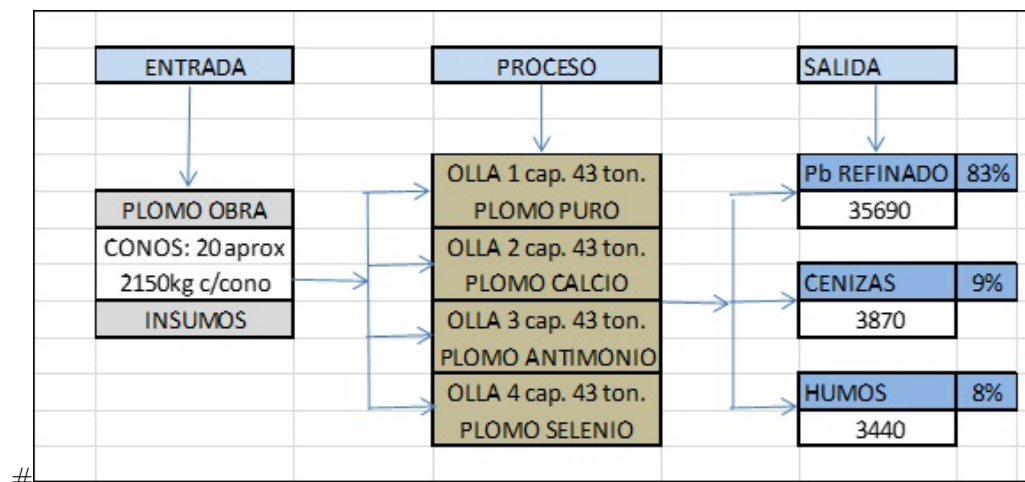 ENTRADA
PLOMO OBRA
CONOS: 20 aprox
2150kg c/cono
INSUMOS
PROCESO
OLLA 1 cap. 43 ton.
PLOMO PURO
OLLA 2 cap. 43 ton.
PLOMO CALCIO
OLLA 3 cap. 43 ton.
PLOMO ANTIMONIO
OLLA 4 cap. 43 ton.
PLOMO SELENIO
SALIDA
Pb REFINADO 83%
35690
CENIZAS 9%
3870
HUMOS 8%
3440
#